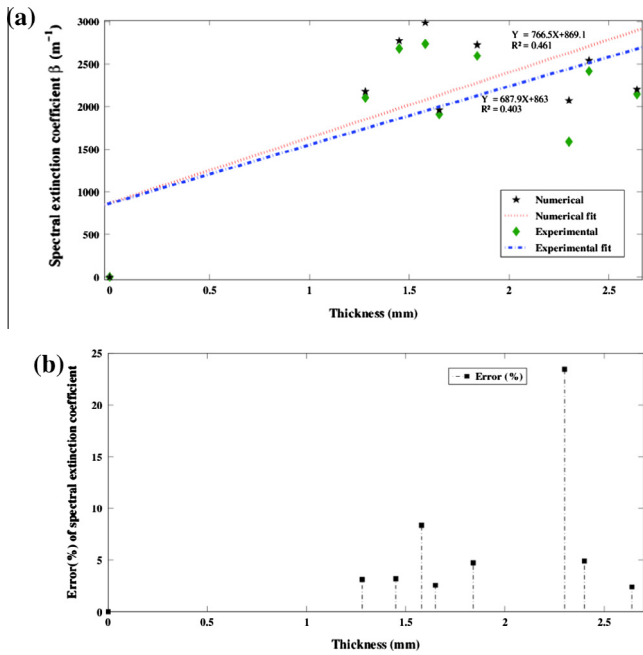 (a)
3000
2500
2000
1500
1000
500
0
Spectral extinction coefficient β (m⁻¹)
Y = 766.5X+869.1
R² = 0.461
Y = 687.9X+863
R² = 0.403
Numerical
Numerical fit
Experimental
Experimental fit
0 0.5 1 1.5 2 2.5
Thickness (mm)
(b)
25
20
15
10
5
0
Error(%) of spectral extinction coefficient
Error (%)
0 0.5 1 1.5 2 2.5
Thickness (mm)